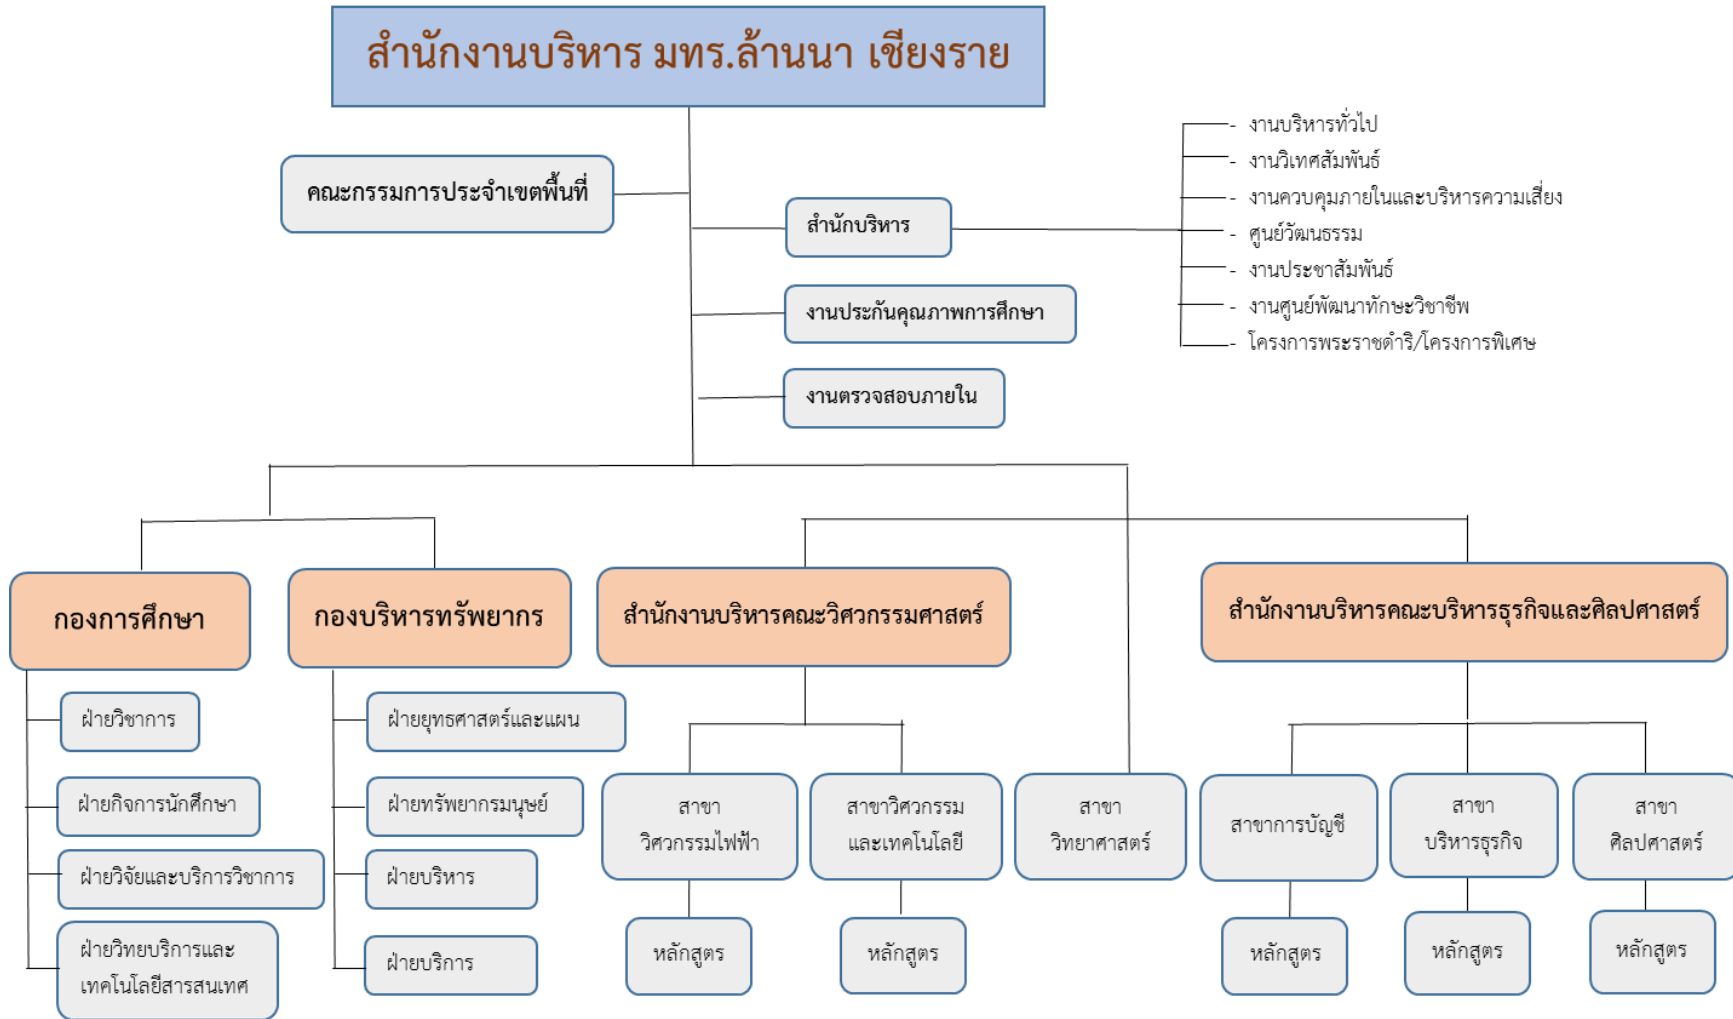 สำนักงานบริหาร มทร.ล้านนา เชียงราย
คณะกรรมการประจำเขตพื้นที่
สำนักบริหาร
- งานบริหารทั่วไป
- งานวิเทศสัมพันธ์
- งานควบคุมภายในและบริหารความเสี่ยง
- ศูนย์วัฒนธรรม
- งานประชาสัมพันธ์
- งานศูนย์พัฒนาทักษะวิชาชีพ
- โครงการพระราชดำริ/โครงการพิเศษ
งานประกันคุณภาพการศึกษา
งานตรวจสอบภายใน
กองการศึกษา
ฝ่ายวิชาการ
ฝ่ายกิจการนักศึกษา
ฝ่ายวิจัยและบริการวิชาการ
ฝ่ายวิทยบริการและ
เทคโนโลยีสารสนเทศ
กองบริหารทรัพยากร
ฝ่ายยุทธศาสตร์และแผน
ฝ่ายทรัพยากรมนุษย์
ฝ่ายบริหาร
ฝ่ายบริการ
สำนักงานบริหารคณะวิศวกรรมศาสตร์
สาขา
วิศวกรรมไฟฟ้า
หลักสูตร
สาขาวิศวกรรม
และเทคโนโลยี
หลักสูตร
สาขา
วิทยาศาสตร์
สำนักงานบริหารคณะบริหารธุรกิจและศิลปศาสตร์
สาขาการบัญชี
หลักสูตร
สาขา
บริหารธุรกิจ
หลักสูตร
สาขา
ศิลปศาสตร์
หลักสูตร